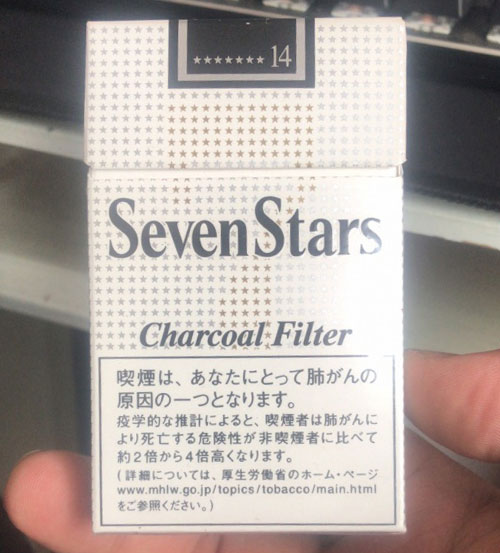 ★★★★★★★ 14
SevenStars
Charcoal Filter
喫煙は、あなたにとって肺がんの
原因の一つとなります。
疫学的な推計によると、喫煙者は肺がんに
より死亡する危険性が非喫煙者に比べて
約2倍から4倍高くなります。
(詳細については、厚生労働省のホーム・ページ
www.mhlw.go.jp/topics/tobacco/main.html
をご参照ください。)